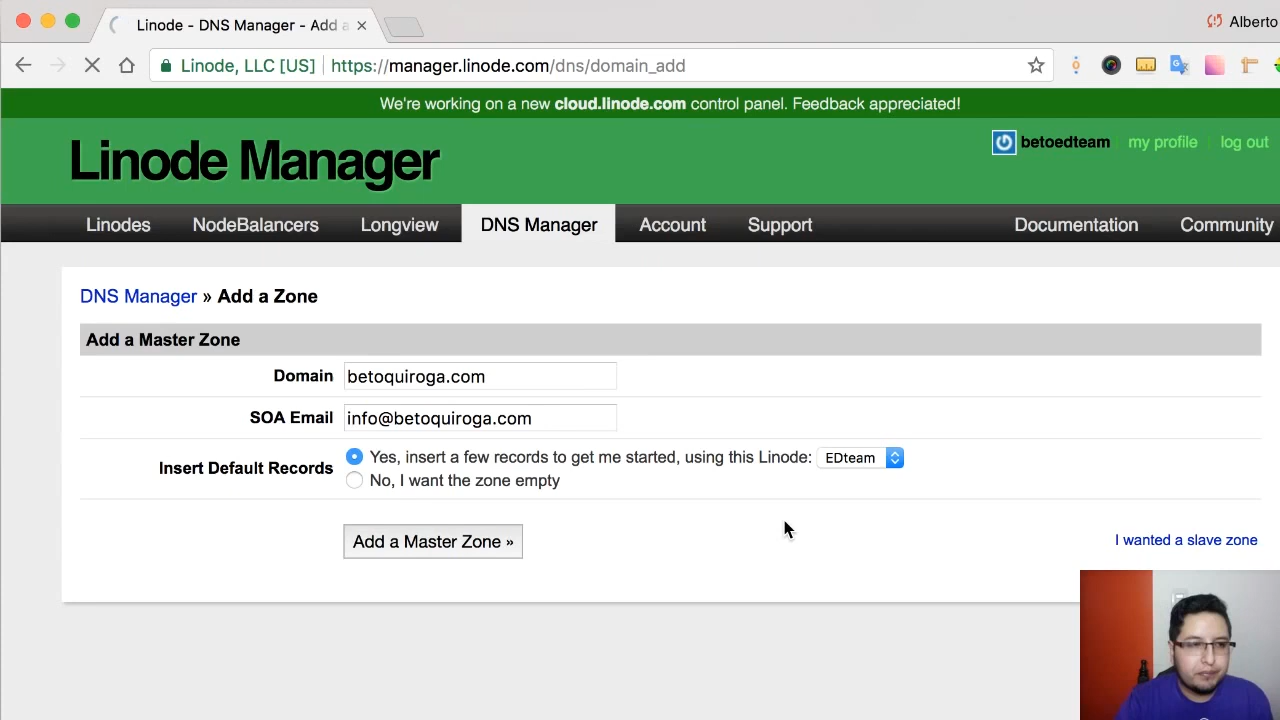 Linode - DNS Manager - Add a
Alberto
Linode, LLC [US] https://manager.linode.com/dns/domain_add
We're working on a new cloud.linode.com control panel. Feedback appreciated!
Linode Manager
betoedteam my profile log out
Linodes NodeBalancers Longview DNS Manager Account Support Documentation Community
DNS Manager » Add a Zone
Add a Master Zone
Domain betoquiroga.com
SOA Email info@betoquiroga.com
Insert Default Records
Yes, insert a few records to get me started, using this Linode: EDteam
No, I want the zone empty
Add a Master Zone »
I wanted a slave zone